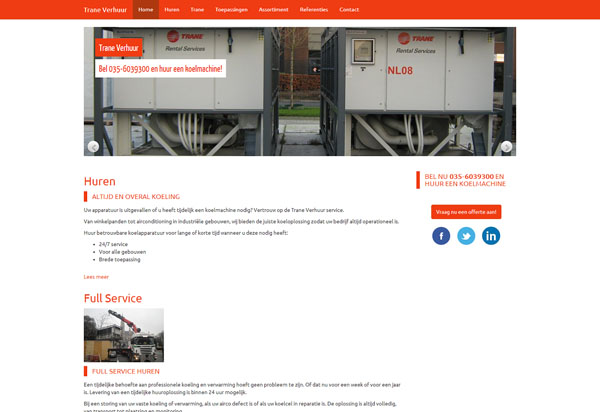 Trane Verhuur Home Huren Trane Toepassingen Assortiment Referenties Contact
TRANE
Rental Services
TRANE
Rental Services
NL08
Trane Verhuur
Bel 035-6039300 en huur een koelmachine!
Huren
ALTIJD EN OVERAL KOELING
Uw apparatuur is uitgevallen of u heeft tijdelijk een koelmachine nodig? Vertrouw op de Trane Verhuur service.
Van winkelpanden tot airconditioning in industriële gebouwen, wij bieden de juiste koeloplossing zodat uw bedrijf altijd operationeel is.
Huur betrouwbare koelapparatuur voor lange of korte tijd wanneer u deze nodig heeft:
• 24/7 service
• Voor alle gebouwen
• Brede toepassing
Lees meer
BEL NU 035-6039300 EN
HUUR EEN KOELMACHINE
Vraag nu een offerte aan!
Full Service
FULL SERVICE HUREN
Een tijdelijke behoefte aan professionele koeling en verwarming hoeft geen probleem te zijn. Of dat nu voor een week of voor een jaar
is. Levering van een tijdelijke huuroplossing is binnen 24 uur mogelijk.
Bij een storing van uw vaste koeling of verwarming, als uw airco defect is of als uw koelcel in reparatie is. De oplossing is altijd volledig,
van transport tot plaatsing en monitoring.